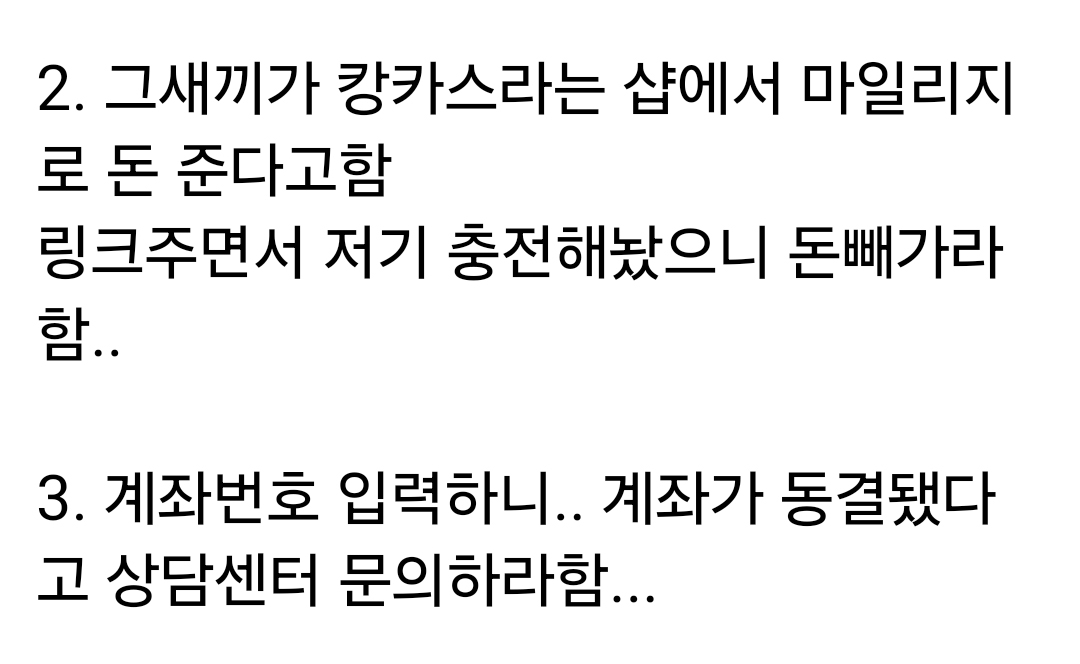 2. 그새끼가 캉카스라는 샵에서 마일리지
로 돈 준다고함
링크주면서 저기 충전해놨으니 돈빼가라
함..
3. 계좌번호 입력하니.. 계좌가 동결됐다
고 상담센터 문의하라함...